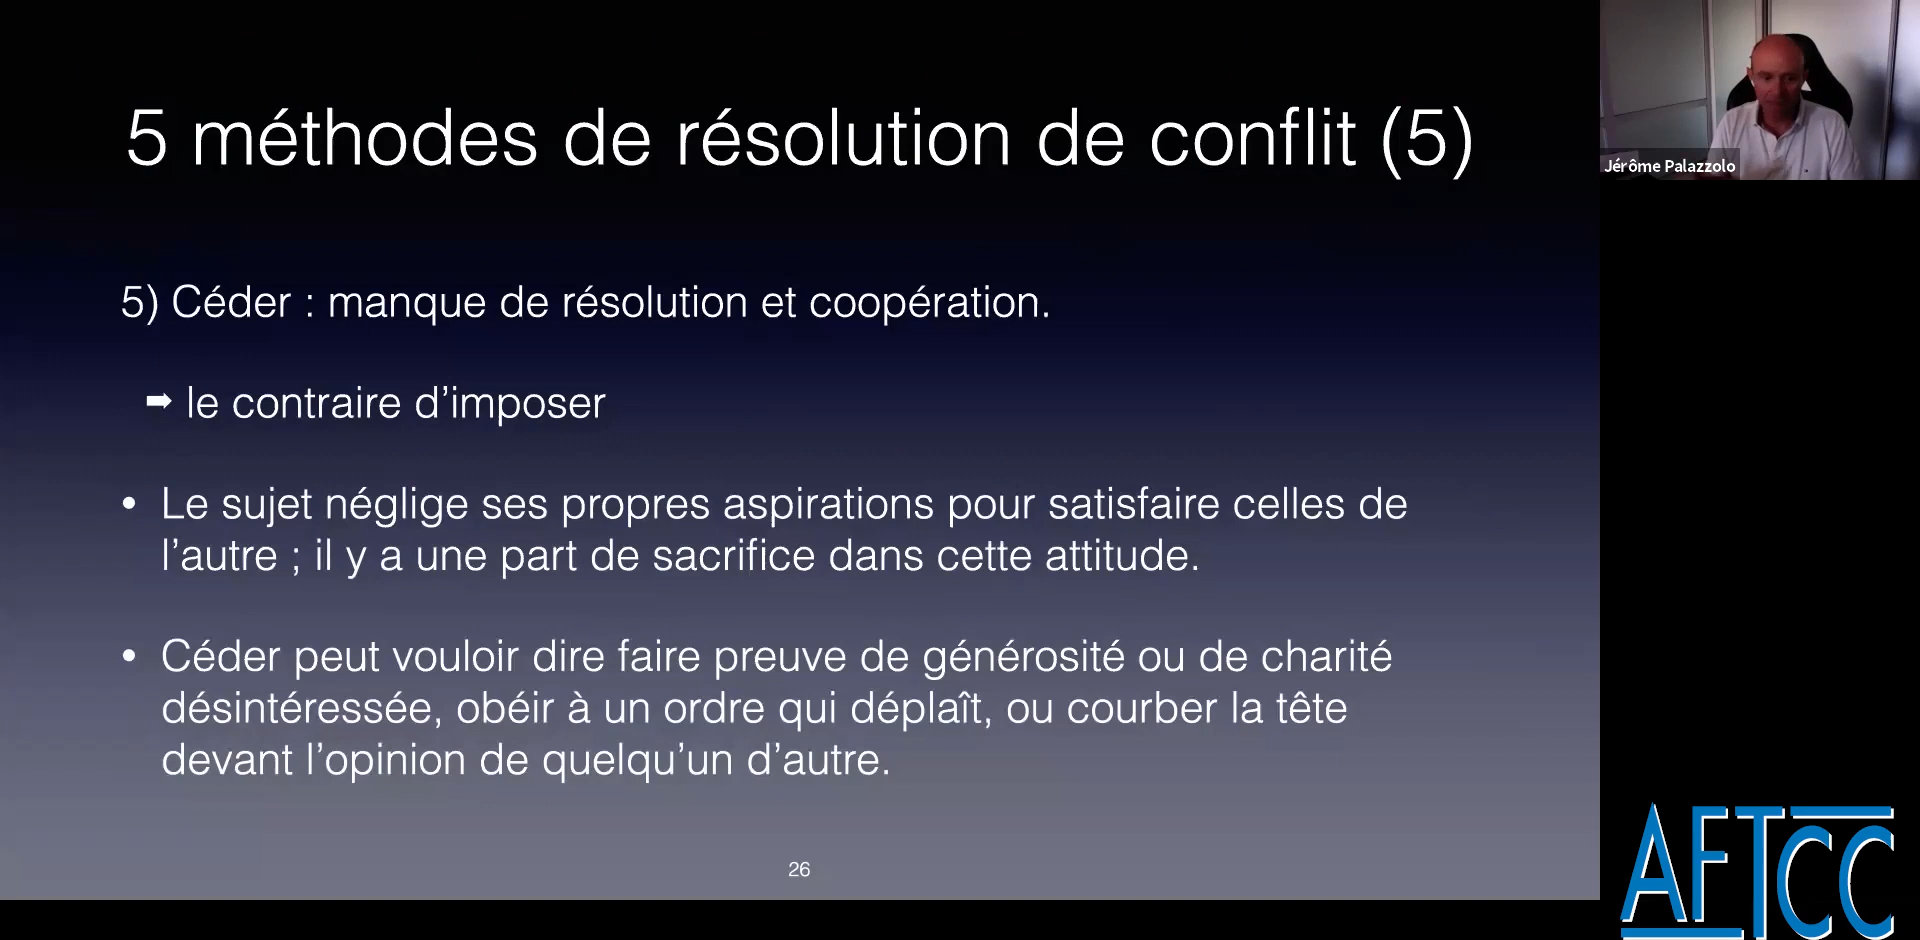 5 méthodes de résolution de conflit (5)
5) Céder : manque de résolution et coopération.
➡ le contraire d’imposer
• Le sujet néglige ses propres aspirations pour satisfaire celles de
l’autre ; il y a une part de sacrifice dans cette attitude.
• Céder peut vouloir dire faire preuve de générosité ou de charité
désintéressée, obéir à un ordre qui déplaît, ou courber la tête
devant l’opinion de quelqu’un d’autre.
26
Jérôme Palazzolo
AFTCC